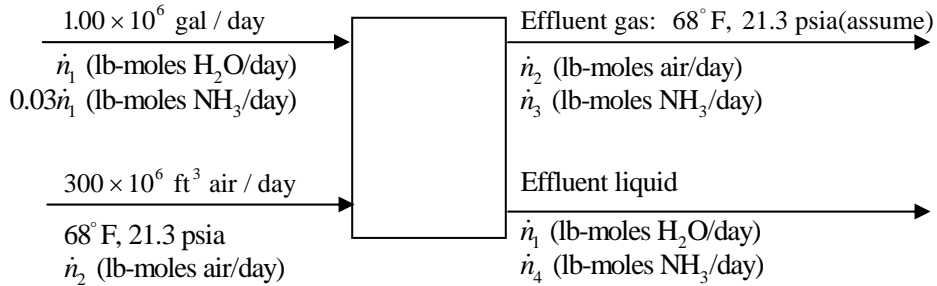 1.00 × 10⁶ gal / day
ṅ₁ (lb-moles H₂O/day)
0.03ṅ₁ (lb-moles NH₃/day)
300 × 10⁶ ft³ air / day
68°F, 21.3 psia
ṅ₂ (lb-moles air/day)
Effluent gas: 68°F, 21.3 psia(assume)
ṅ₂ (lb-moles air/day)
ṅ₃ (lb-moles NH₃/day)
Effluent liquid
ṅ₁ (lb-moles H₂O/day)
ṅ₄ (lb-moles NH₃/day)